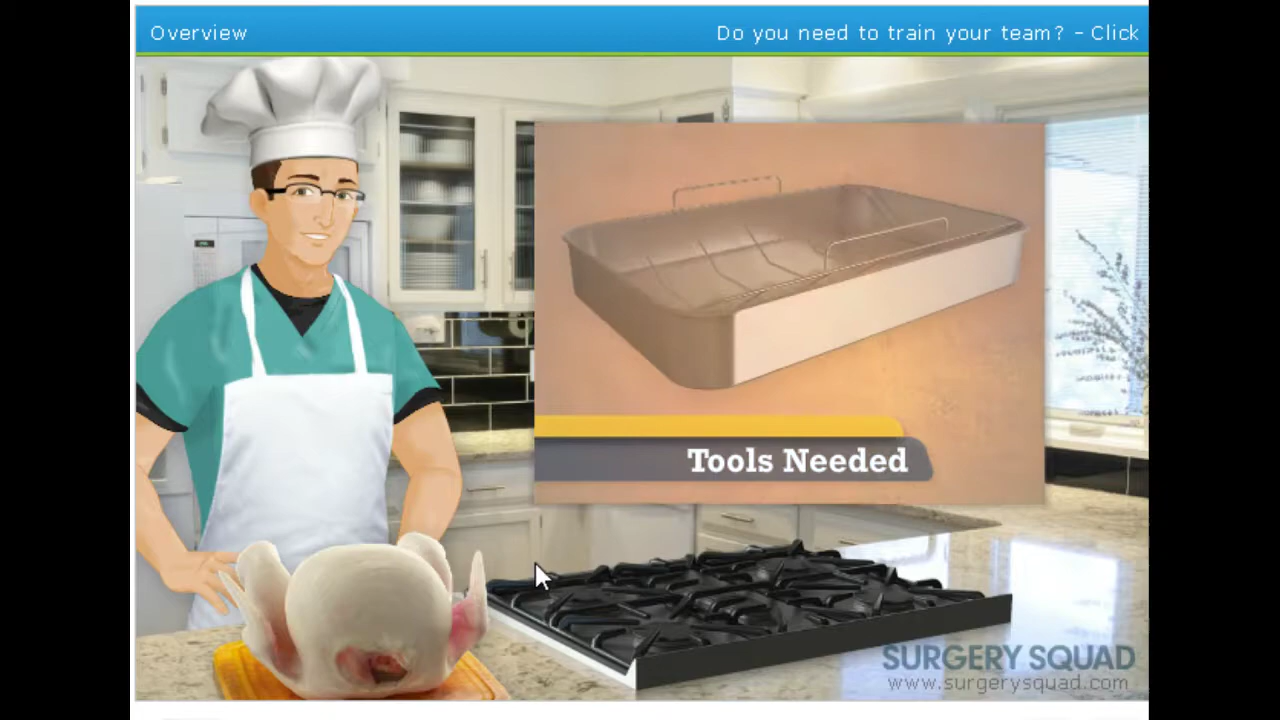 Overview
Do you need to train your team? – Click
Tools Needed
SURGERY SQUAD
www.surgerysquad.com